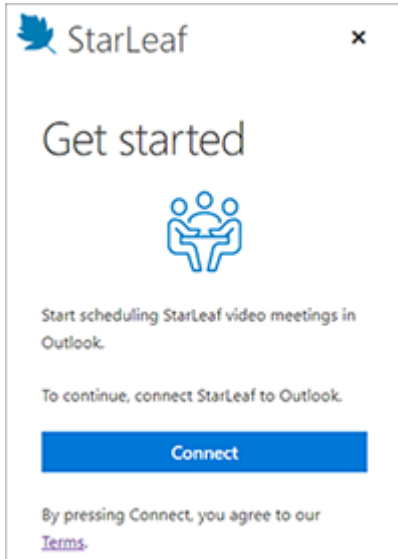 StarLeaf
Get started
Start scheduling StarLeaf video meetings in
Outlook.
To continue, connect StarLeaf to Outlook.
Connect
By pressing Connect, you agree to our
Terms.